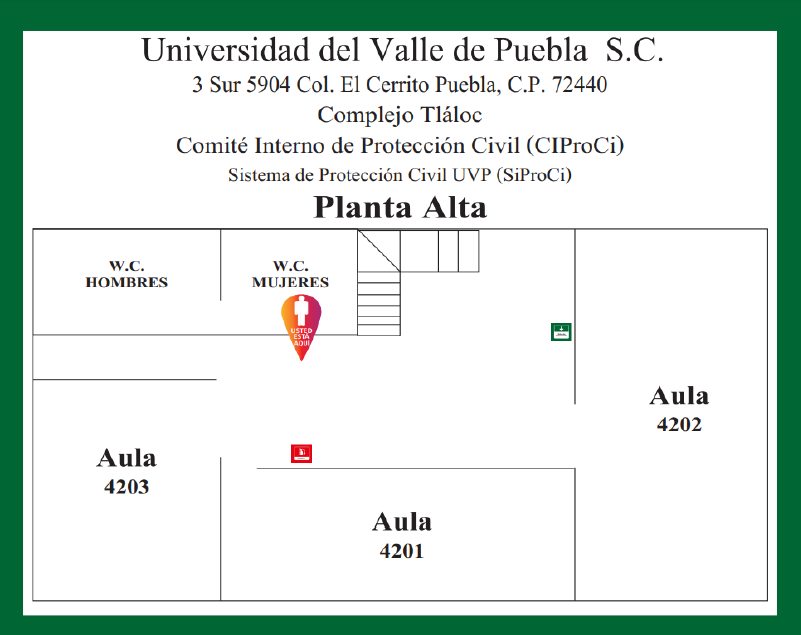 Universidad del Valle de Puebla S.C.
3 Sur 5904 Col. El Cerrito Puebla, C.P. 72440
Complejo Tláloc
Comité Interno de Protección Civil (CIProCi)
Sistema de Protección Civil UVP (SiProCi)
Planta Alta
W.C.
HOMBRES
W.C.
MUJERES
USTED
ESTÁ
AQUÍ
Aula
4202
Aula
4203
Aula
4201